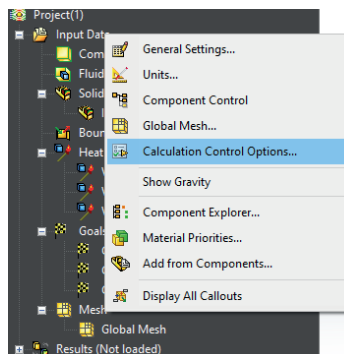 Project(1)
Input Data
Com
Fluid
Solid
Boun
Heat
Goals
Mesh
Global Mesh
Results (Not loaded)
General Settings...
Units...
Component Control
Global Mesh...
Calculation Control Options...
Show Gravity
Component Explorer...
Material Priorities...
Add from Components...
Display All Callouts